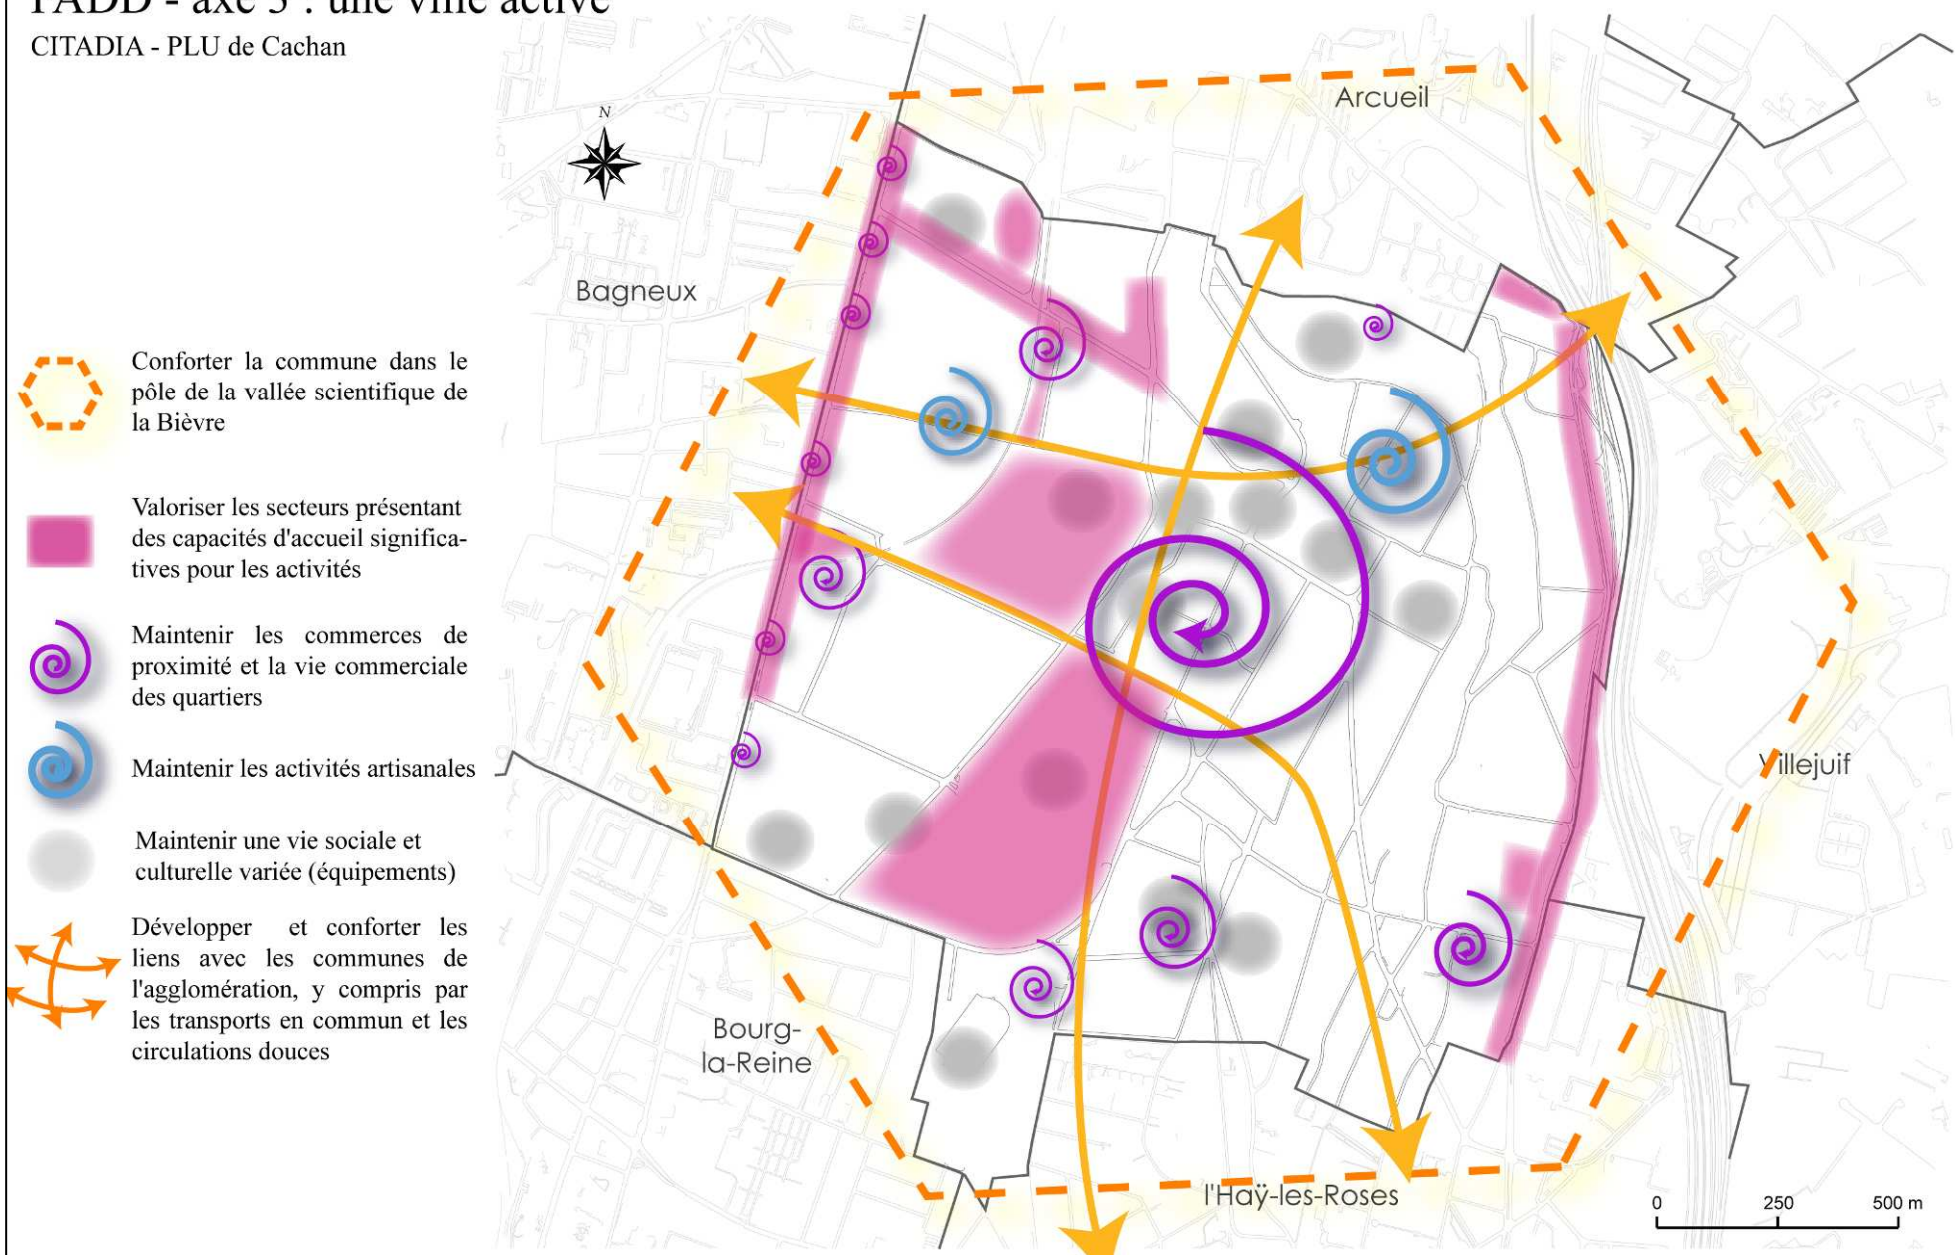 PADD - axe 3 : une ville active
CITADIA - PLU de Cachan
N
Arcueil
Bagneux
Conforter la commune dans le
pôle de la vallée scientifique de
la Bièvre
Valoriser les secteurs présentant
des capacités d'accueil significa-
tives pour les activités
Maintenir les commerces de
proximité et la vie commerciale
des quartiers
Maintenir les activités artisanales
Villejuif
Maintenir une vie sociale et
culturelle variée (équipements)
Développer et conforter les
liens avec les communes de
l'agglomération, y compris par
les transports en commun et les
circulations douces
Bourg-
la-Reine
l'Haÿ-les-Roses
0 250 500 m